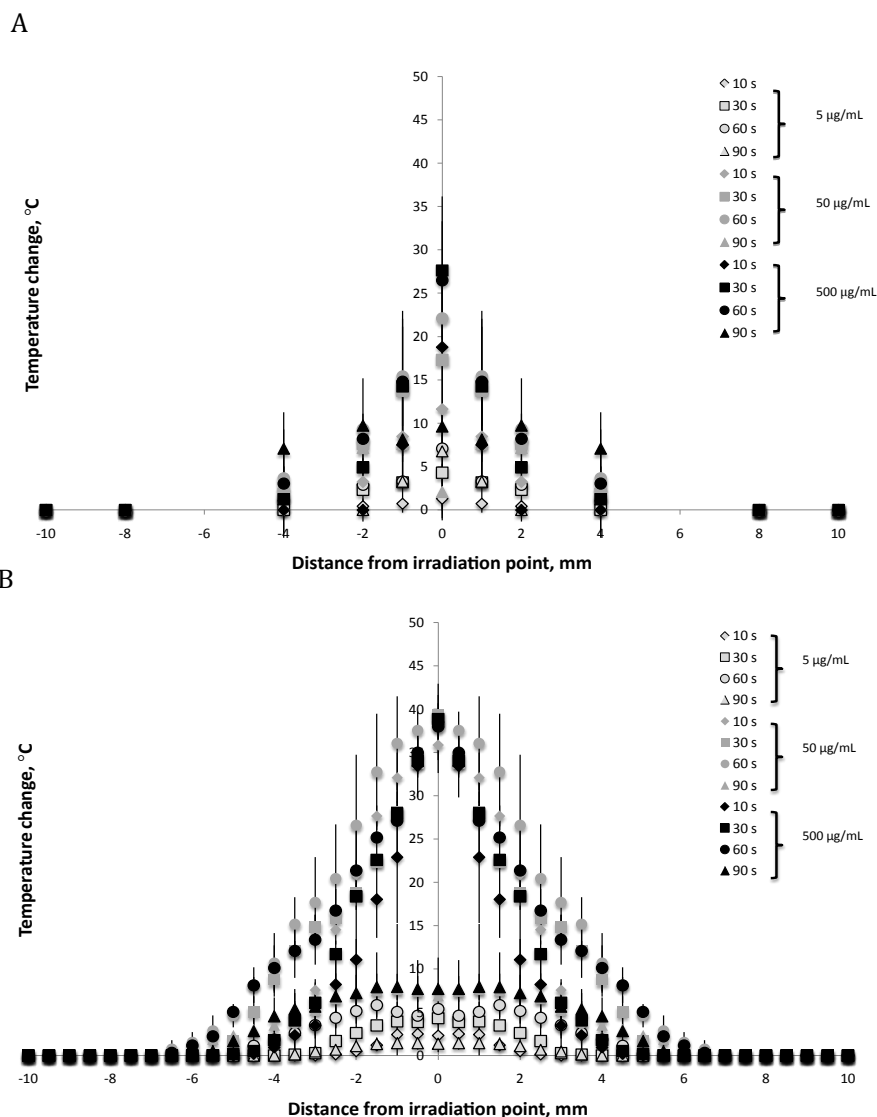 A
50
45
40
35
30
25
20
15
10
5
0
-10 -8 -6 -4 -2 0 2 4 6 8 10
Temperature change, °C
Distance from irradiation point, mm
10 s
30 s
60 s
90 s
5 µg/mL
10 s
30 s
60 s
90 s
50 µg/mL
10 s
30 s
60 s
90 s
500 µg/mL
B
50
45
40
35
30
25
20
15
10
5
0
-10 -8 -6 -4 -2 0 2 4 6 8 10
Temperature change, °C
Distance from irradiation point, mm
10 s
30 s
60 s
90 s
5 µg/mL
10 s
30 s
60 s
90 s
50 µg/mL
10 s
30 s
60 s
90 s
500 µg/mL